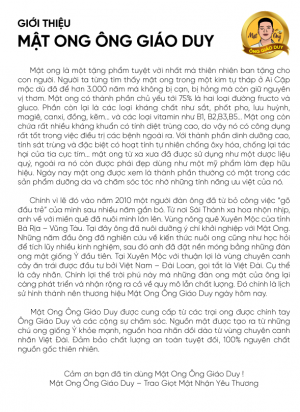 GIỚI THIỆU
MẬT ONG ÔNG GIÁO DUY
ÔNG GIÁO DUY
Mật ong là một tặng phẩm tuyệt vời nhất mà thiên nhiên ban tặng cho con người. Người ta từng tìm thấy mật ong trong một kim tự tháp ở Ai Cập mặc dù đã để hơn 3.000 năm mà không bị cạn, bị hỏng mà còn giữ nguyên vị thơm. Mật ong có thành phần chủ yếu tới 75% là hai loại đường fructo và gluco. Phần còn lại là các loại khoáng chất như sắt, phốt pho, lưu huỳnh, magiê, canxi, đồng, kẽm... và các loại vitamin như B1, B2,B3,B5... Mật ong còn chứa rất nhiều kháng khuẩn có tính diệt trùng cao, do vậy nó có công dụng rất tốt trong việc điều trị các bệnh ngoài da. Với thành phần dinh dưỡng cao, tính sát trùng và đặc biệt có hoạt tính tự nhiên chống ôxy hóa, chống lại tác hại của tia cực tím... mật ong từ xa xưa đã được sử dụng như một dược liệu quý, ngoài ra nó còn được phái đẹp dùng như một mỹ phẩm làm đẹp hữu hiệu. Ngày nay mật ong được xem là thành phần thường có mặt trong các sản phẩm dưỡng da và chăm sóc tóc nhờ những tính năng ưu việt của nó.
Chính vì lẽ đó vào năm 2010 một người đàn ông đã từ bỏ công việc "gõ đầu trẻ" của mình sau nhiều năm gắn bó. Từ nơi Sài Thành xa hoa nhộn nhịp, anh về với miền quê đã nuôi mình lớn lên. Vùng nông quê Xuyên Mộc của tỉnh Bà Rịa – Vũng Tàu. Tại đây ông đã nuôi dưỡng ý chí khởi nghiệp với Mật Ong. Những năm đầu ông đã nghiên cứu về kiến thức nuôi ong cũng như học hỏi để tích lũy nhiều kinh nghiệm, sau đó anh đã đặt nền móng bằng những đàn ong mật giống Ý đầu tiên. Tại Xuyên Mộc với thuận lợi là vùng chuyên canh cây ăn trái được đầu tư bởi Việt Nam – Đài Loan, gọi tắt là Việt Đài. Cụ thể là cây nhãn. Chính lợi thế trời phú này mà những đàn ong mật của ông lại càng phát triển và nhân rộng ra cả về quy mô lẫn chất lượng. Đó chính là lịch sử hình thành nên thương hiệu Mật Ong Ông Giáo Duy ngày hôm nay.
Mật Ong Ông Giáo Duy được cung cấp từ các trại ong được chính tay Ông Giáo Duy và các cộng sự chăm sóc. Nguồn mật được tạo ra từ những chú ong giống Ý khỏe mạnh, nguồn hoa nhãn dồi dào từ vùng chuyên canh nhãn Việt Đài. Đảm bảo chất lượng an toàn tuyệt đối, 100% nguyên chất nguồn gốc thiên nhiên.
Cảm ơn bạn đã tin dùng Mật Ong Ông Giáo Duy !
Mật Ong Ông Giáo Duy – Trao Giọt Mật Nhận Yêu Thương